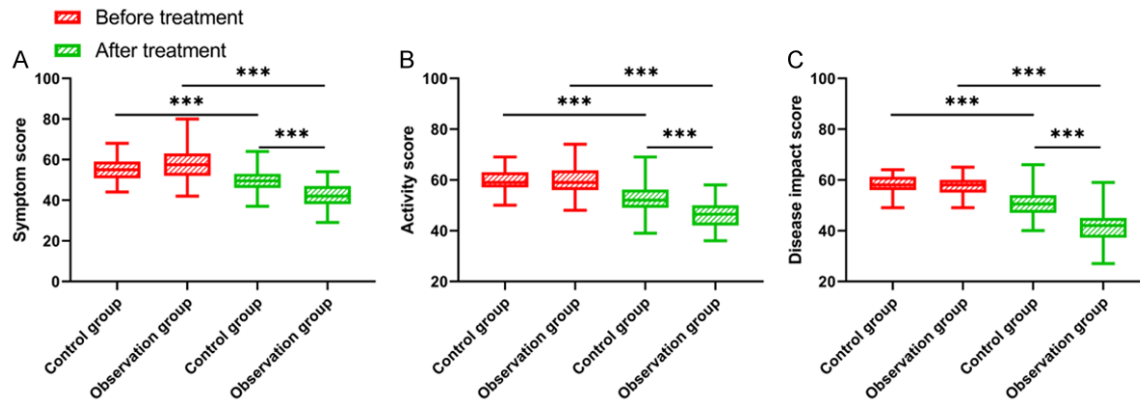 Before treatment
After treatment
A
Symptom score
100
80
60
40
20
0
***
***
***
Control group
Observation group
Control group
Observation group
B
Activity score
100
80
60
40
20
***
***
***
Control group
Observation group
Control group
Observation group
C
Disease impact score
100
80
60
40
20
***
***
***
Control group
Observation group
Control group
Observation group